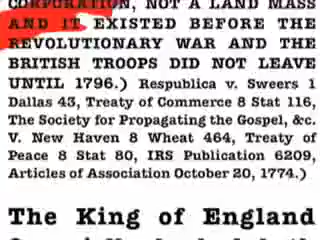 CORPORATION, NOT A LAND MASS
AND IT EXISTED BEFORE THE
REVOLUTIONARY WAR AND THE
BRITISH TROOPS DID NOT LEAVE
UNTIL 1796.) Respublica v. Sweers 1
Dallas 43, Treaty of Commerce 8 Stat 116,
The Society for Propagating the Gospel, &c.
V. New Haven 8 Wheat 464, Treaty of
Peace 8 Stat 80, IRS Publication 6209,
Articles of Association October 20, 1774.)
The King of England